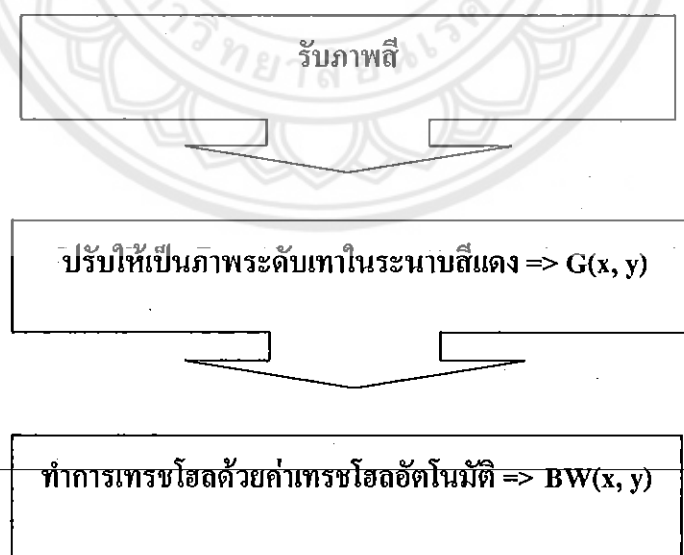 รับภาพสี
ปรับให้เป็นภาพระดับเทาในระนาบสีแดง => G(x, y)
ทำการเทรชโฮลด้วยค่าเทรชโฮลอัตโนมัติ => BW(x, y)